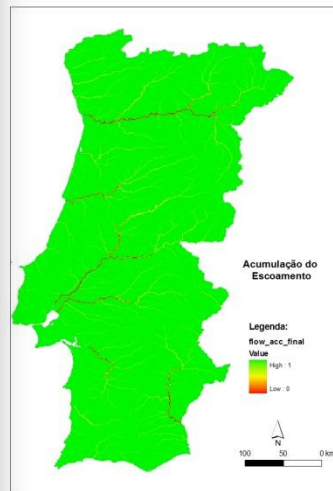 Acumulação do
Escoamento
Legenda:
flow_acc_final
Value
High : 1
Low : 0
N
100 50 0 km